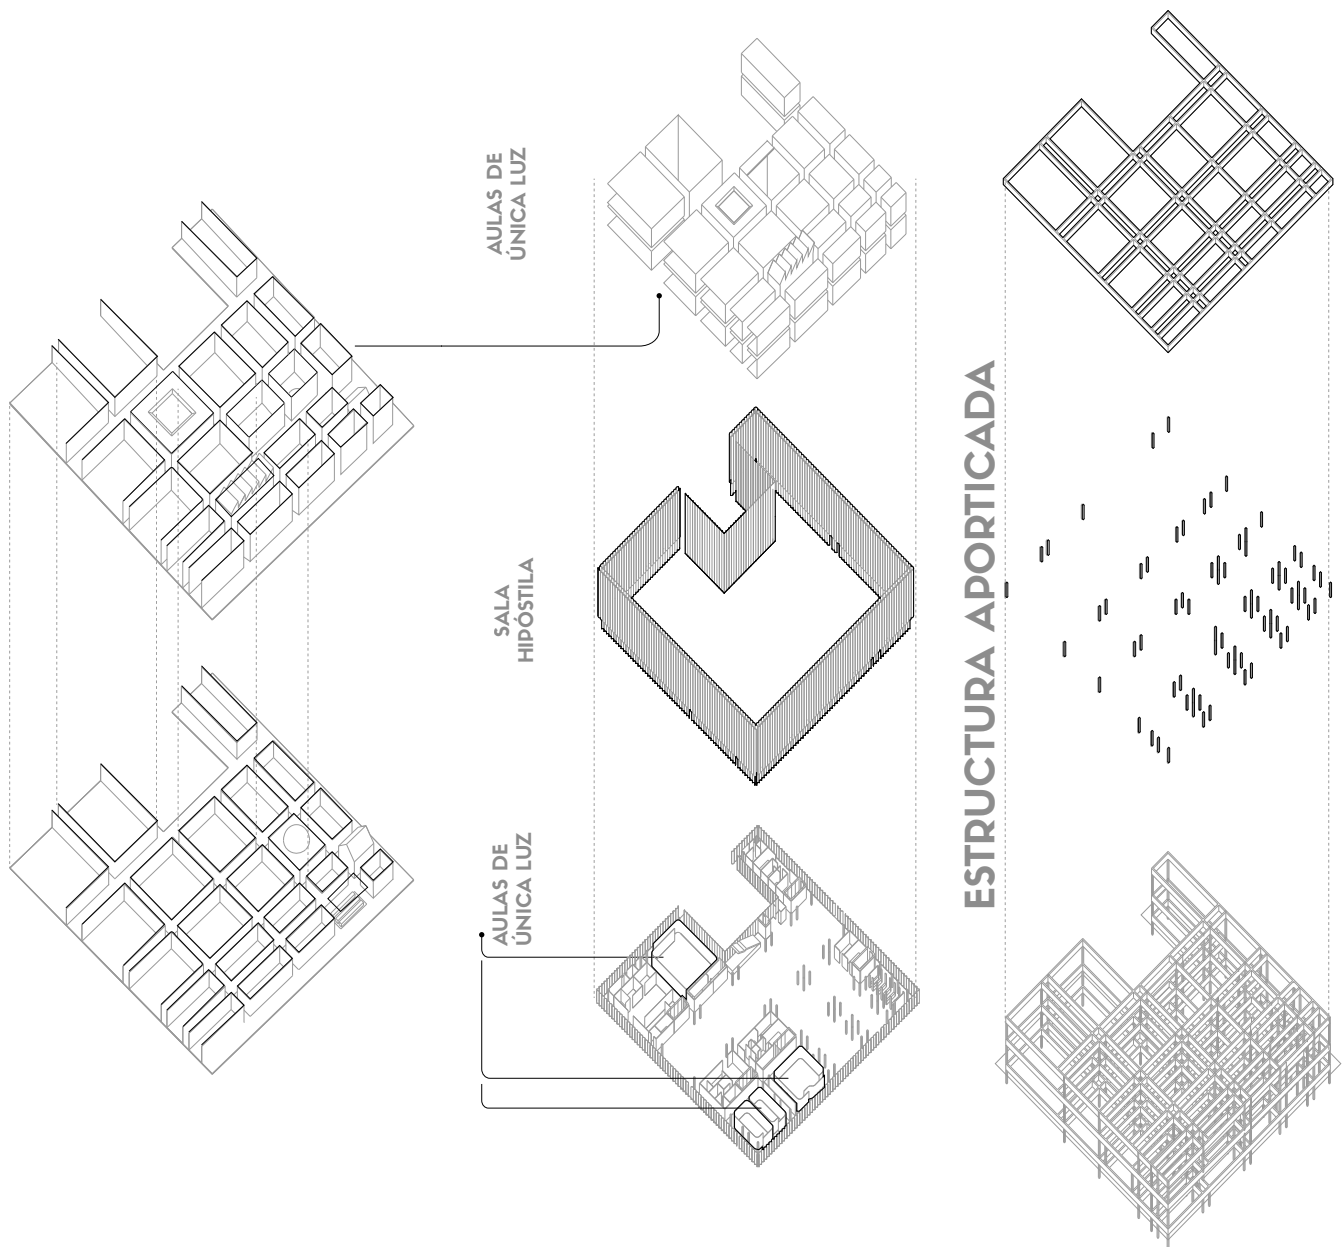 AULAS DE
ÚNICA LUZ
SALA
HIPÓSTILA
AULAS DE
ÚNICA LUZ
ESTRUCTURA APORTICADA